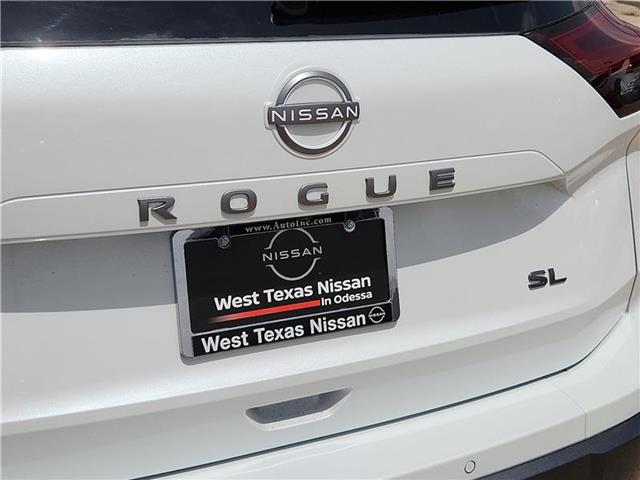 NISSAN
ROGUE
www.AutoInc.com
NISSAN
West Texas Nissan
In Odessa
West Texas Nissan
SL